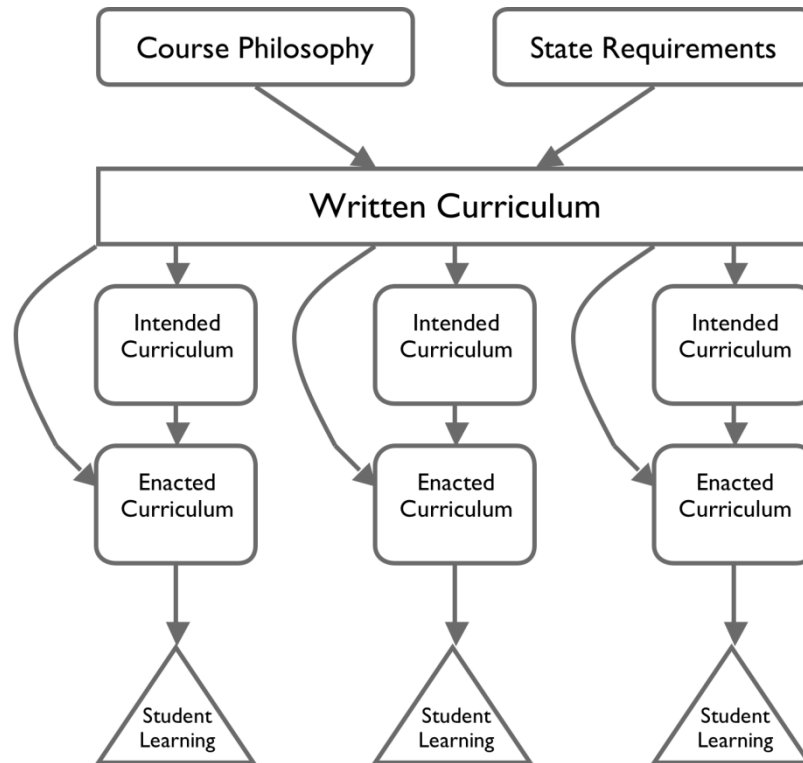 Course Philosophy
State Requirements
Written Curriculum
Intended
Curriculum
Intended
Curriculum
Intended
Curriculum
Enacted
Curriculum
Enacted
Curriculum
Enacted
Curriculum
Student
Learning
Student
Learning
Student
Learning